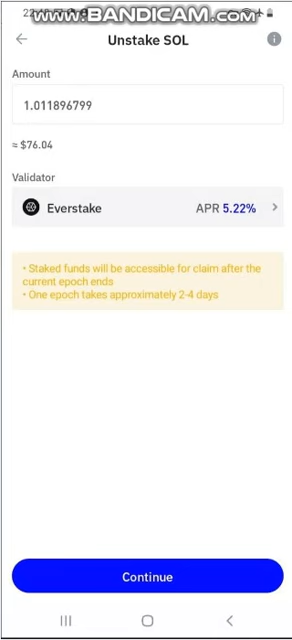 www.BANDICAM.com
Unstake SOL
Amount
1.011896799
≈ $76.04
Validator
Everstake APR 5.22% >
• Staked funds will be accessible for claim after the
current epoch ends
• One epoch takes approximately 2-4 days
Continue